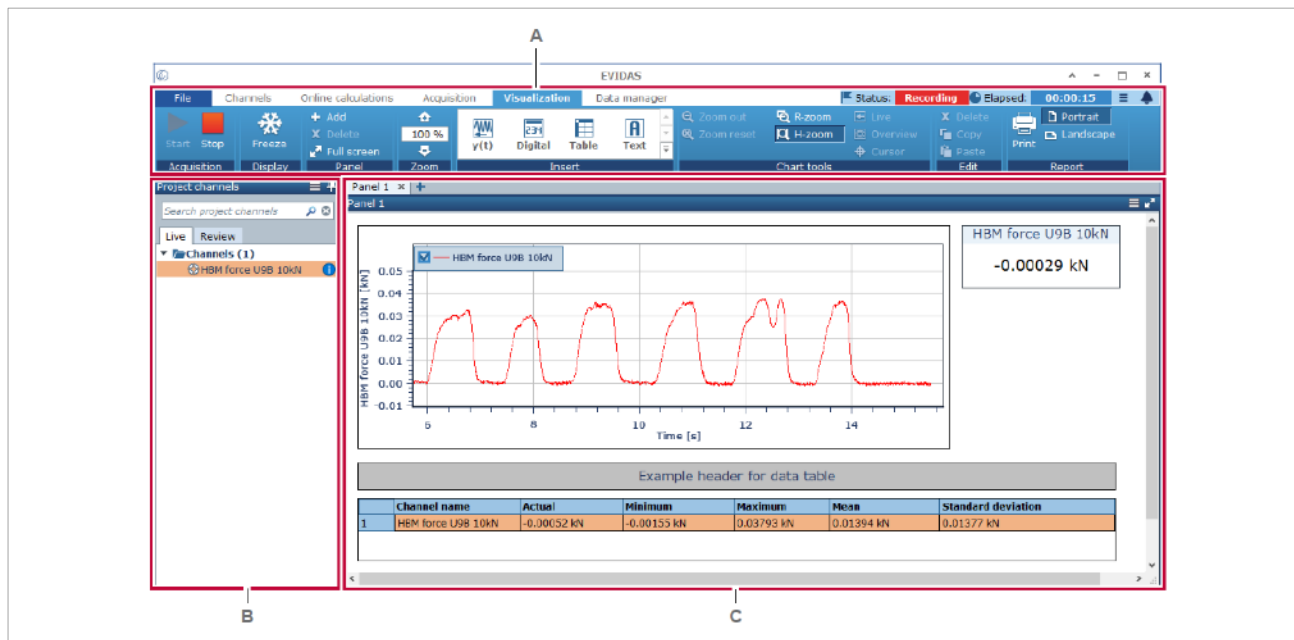 A
EVIDAS
File Channels Online calculations Acquisition Visualization Data manager Status: Recording Elapsed: 00:00:15
Add Zoom out R-zoom Live Delete Portrait
Delete 100 % Zoom reset H-zoom Overview Copy Landscape
Start Stop Freeze Full screen y(t) Digital Table Text Cursor Paste Print
Acquisition Display Panel Zoom Insert Chart tools Edit Report
Project channels
Search project channels
Live Review
Channels (1)
HBM force U9B 10kN
Panel 1
Panel 1
HBM force U9B 10kN
HBM force U9B 10kN
-0.00029 kN
HBM force U9B 10kN [kN]
0.05
0.04
0.03
0.02
0.01
0.00
-0.01
6 8 10 12 14
Time [s]
Example header for data table
Channel name Actual Minimum Maximum Mean Standard deviation
1 HBM force U9B 10kN -0.00052 kN -0.00155 kN 0.03793 kN 0.01394 kN 0.01377 kN
B C